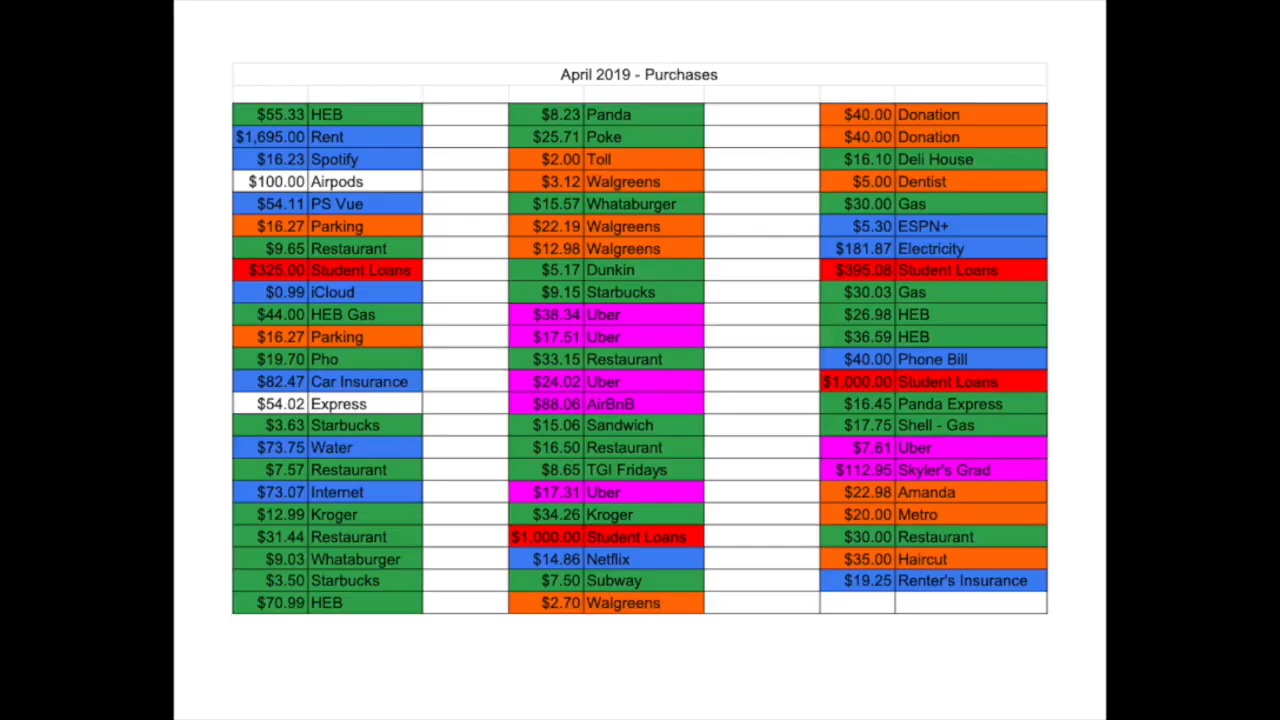 April 2019 - Purchases
$55.33 HEB $8.23 Panda $40.00 Donation
$1,695.00 Rent $25.71 Poke $40.00 Donation
$16.23 Spotify $2.00 Toll $16.10 Deli House
$100.00 Airpods $3.12 Walgreens $5.00 Dentist
$54.11 PS Vue $15.57 Whataburger $30.00 Gas
$16.27 Parking $22.19 Walgreens $5.30 ESPN+
$9.65 Restaurant $12.98 Walgreens $181.87 Electricity
$325.00 Student Loans $5.17 Dunkin $395.08 Student Loans
$0.99 iCloud $9.15 Starbucks $30.03 Gas
$44.00 HEB Gas $38.34 Uber $26.98 HEB
$16.27 Parking $17.51 Uber $36.59 HEB
$19.70 Pho $33.15 Restaurant $40.00 Phone Bill
$82.47 Car Insurance $24.02 Uber $1,000.00 Student Loans
$54.02 Express $88.06 AirBnB $16.45 Panda Express
$3.63 Starbucks $15.06 Sandwich $17.75 Shell - Gas
$73.75 Water $16.50 Restaurant $7.61 Uber
$7.57 Restaurant $8.65 TGI Fridays $112.95 Skyler's Grad
$73.07 Internet $17.31 Uber $22.98 Amanda
$12.99 Kroger $34.26 Kroger $20.00 Metro
$31.44 Restaurant $1,000.00 Student Loans $30.00 Restaurant
$9.03 Whataburger $14.86 Netflix $35.00 Haircut
$3.50 Starbucks $7.50 Subway $19.25 Renter's Insurance
$70.99 HEB $2.70 Walgreens